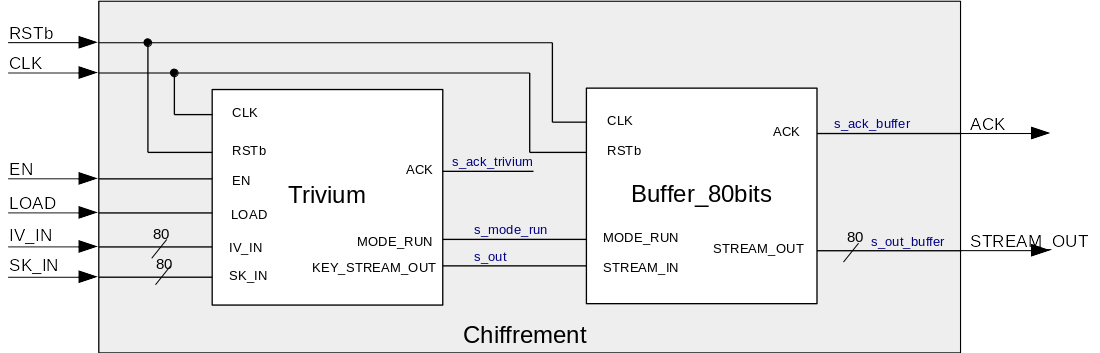 RSTb
CLK
EN
LOAD
IV_IN
SK_IN
80
80
CLK
RSTb
EN
LOAD
IV_IN
SK_IN
Trivium
ACK
MODE_RUN
KEY_STREAM_OUT
s_ack_trivium
s_mode_run
s_out
CLK
RSTb
MODE_RUN
STREAM_IN
Buffer_80bits
ACK
STREAM_OUT
s_ack_buffer
80
s_out_buffer
ACK
STREAM_OUT
Chiffrement